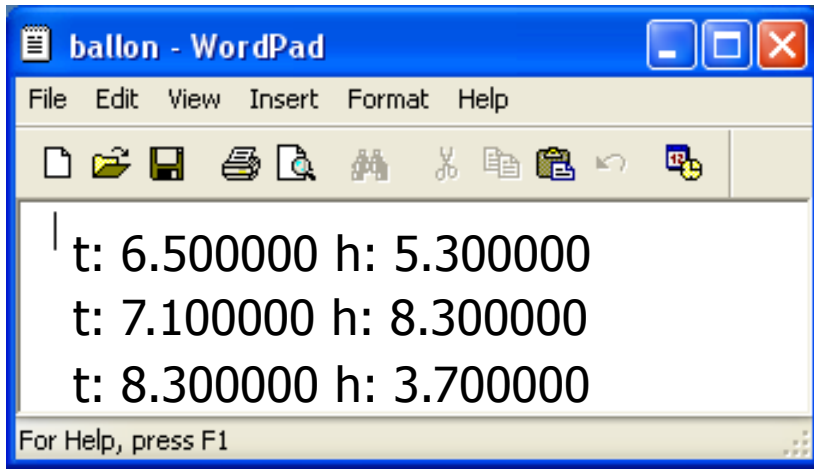 ballon - WordPad
File Edit View Insert Format Help
12
t: 6.500000 h: 5.300000
t: 7.100000 h: 8.300000
t: 8.300000 h: 3.700000
For Help, press F1